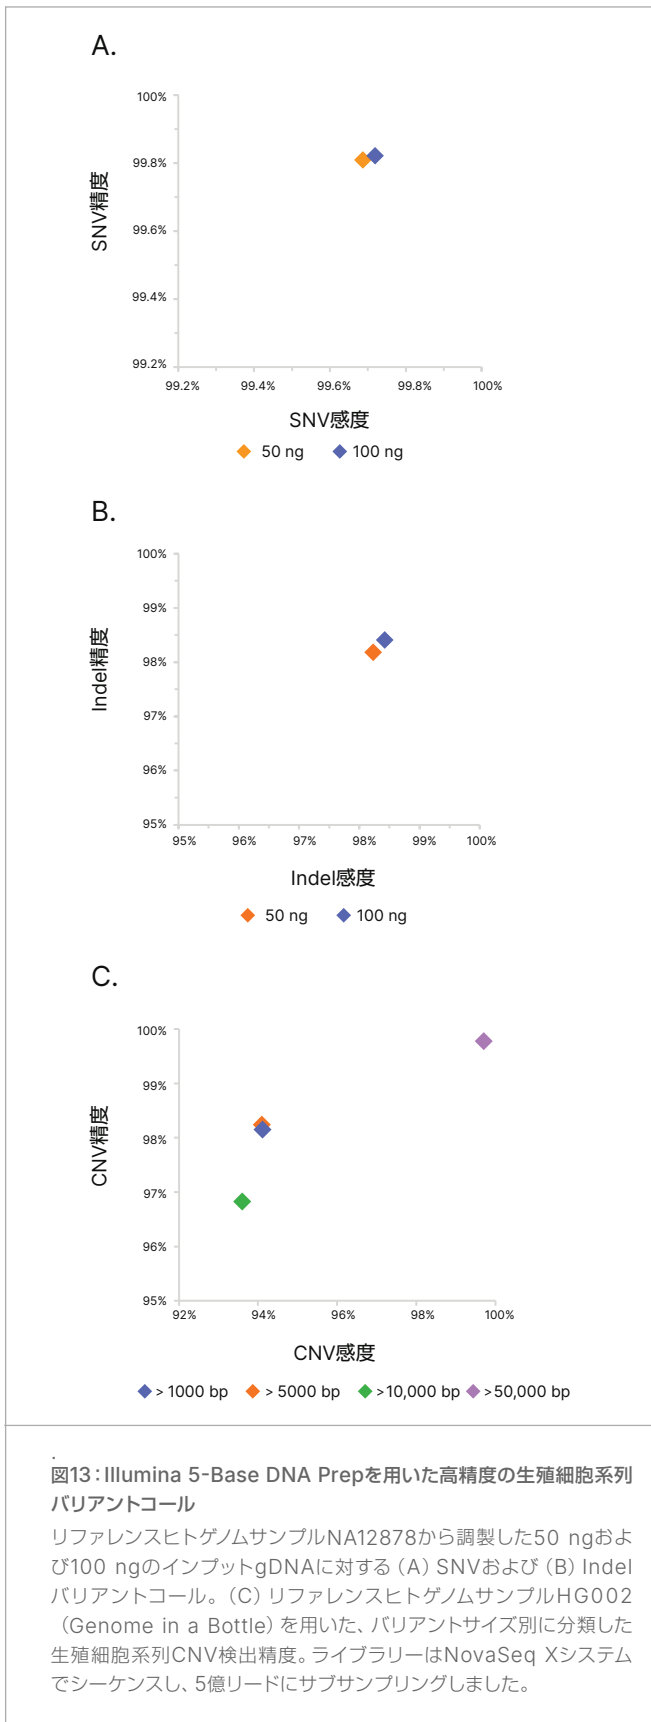 A.
100%
99.8%
99.6%
99.4%
99.2%
SNV精度
99.2% 99.4% 99.6% 99.8% 100%
SNV感度
50 ng 100 ng
B.
100%
99%
98%
97%
96%
95%
Indel精度
95% 96% 97% 98% 99% 100%
Indel感度
50 ng 100 ng
C.
100%
99%
98%
97%
96%
95%
CNV精度
92% 94% 96% 98% 100%
CNV感度
> 1000 bp > 5000 bp >10,000 bp >50,000 bp
.
図13：Illumina 5-Base DNA Prepを用いた高精度の生殖細胞系列
バリアントコール
リファレンスヒトゲノムサンプルNA12878から調製した50 ngおよ
び100 ngのインプットgDNAに対する（A）SNVおよび（B）Indel
バリアントコール。（C）リファレンスヒトゲノムサンプルHG002
（Genome in a Bottle）を用いた、バリアントサイズ別に分類した
生殖細胞系列CNV検出精度。ライブラリーはNovaSeq Xシステム
でシーケンスし、5億リードにサブサンプリングしました。